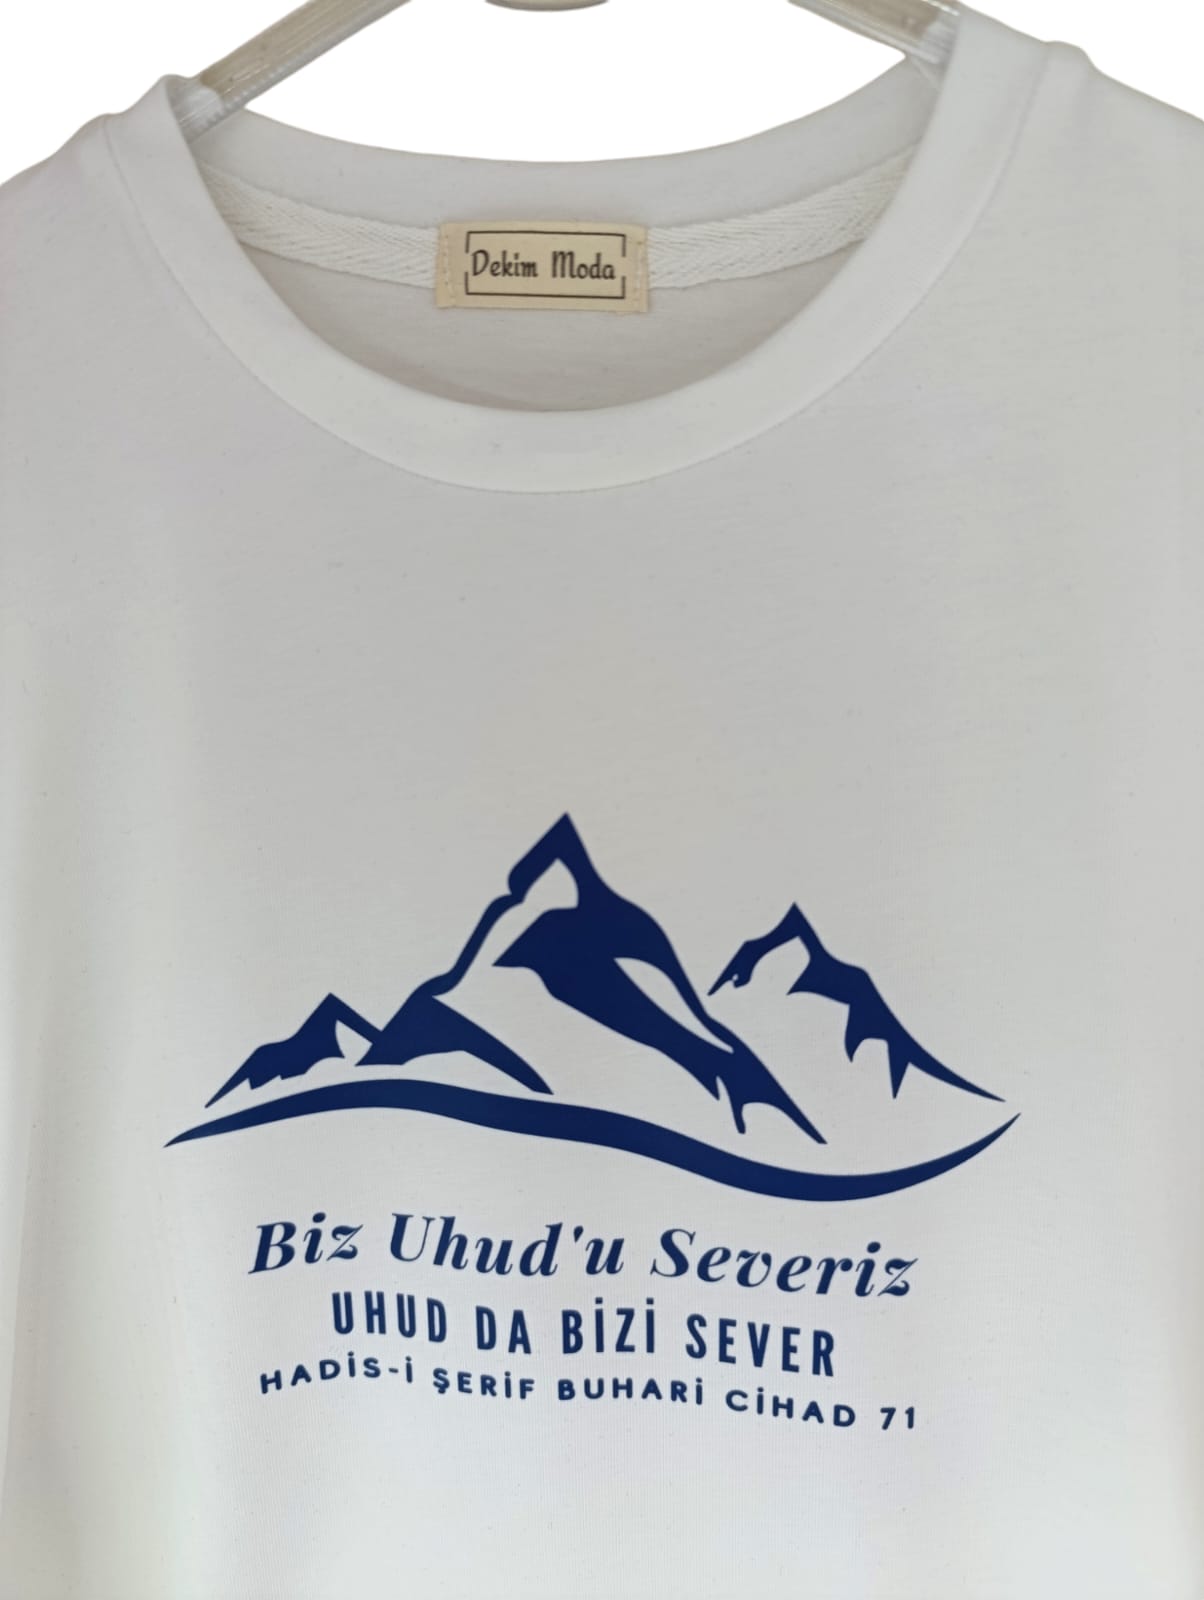 Dekim Moda
Biz Uhud'u Severiz
UHUD DA BİZİ SEVER
HADİS-İ ŞERİF BUHARİ CİHAD 71